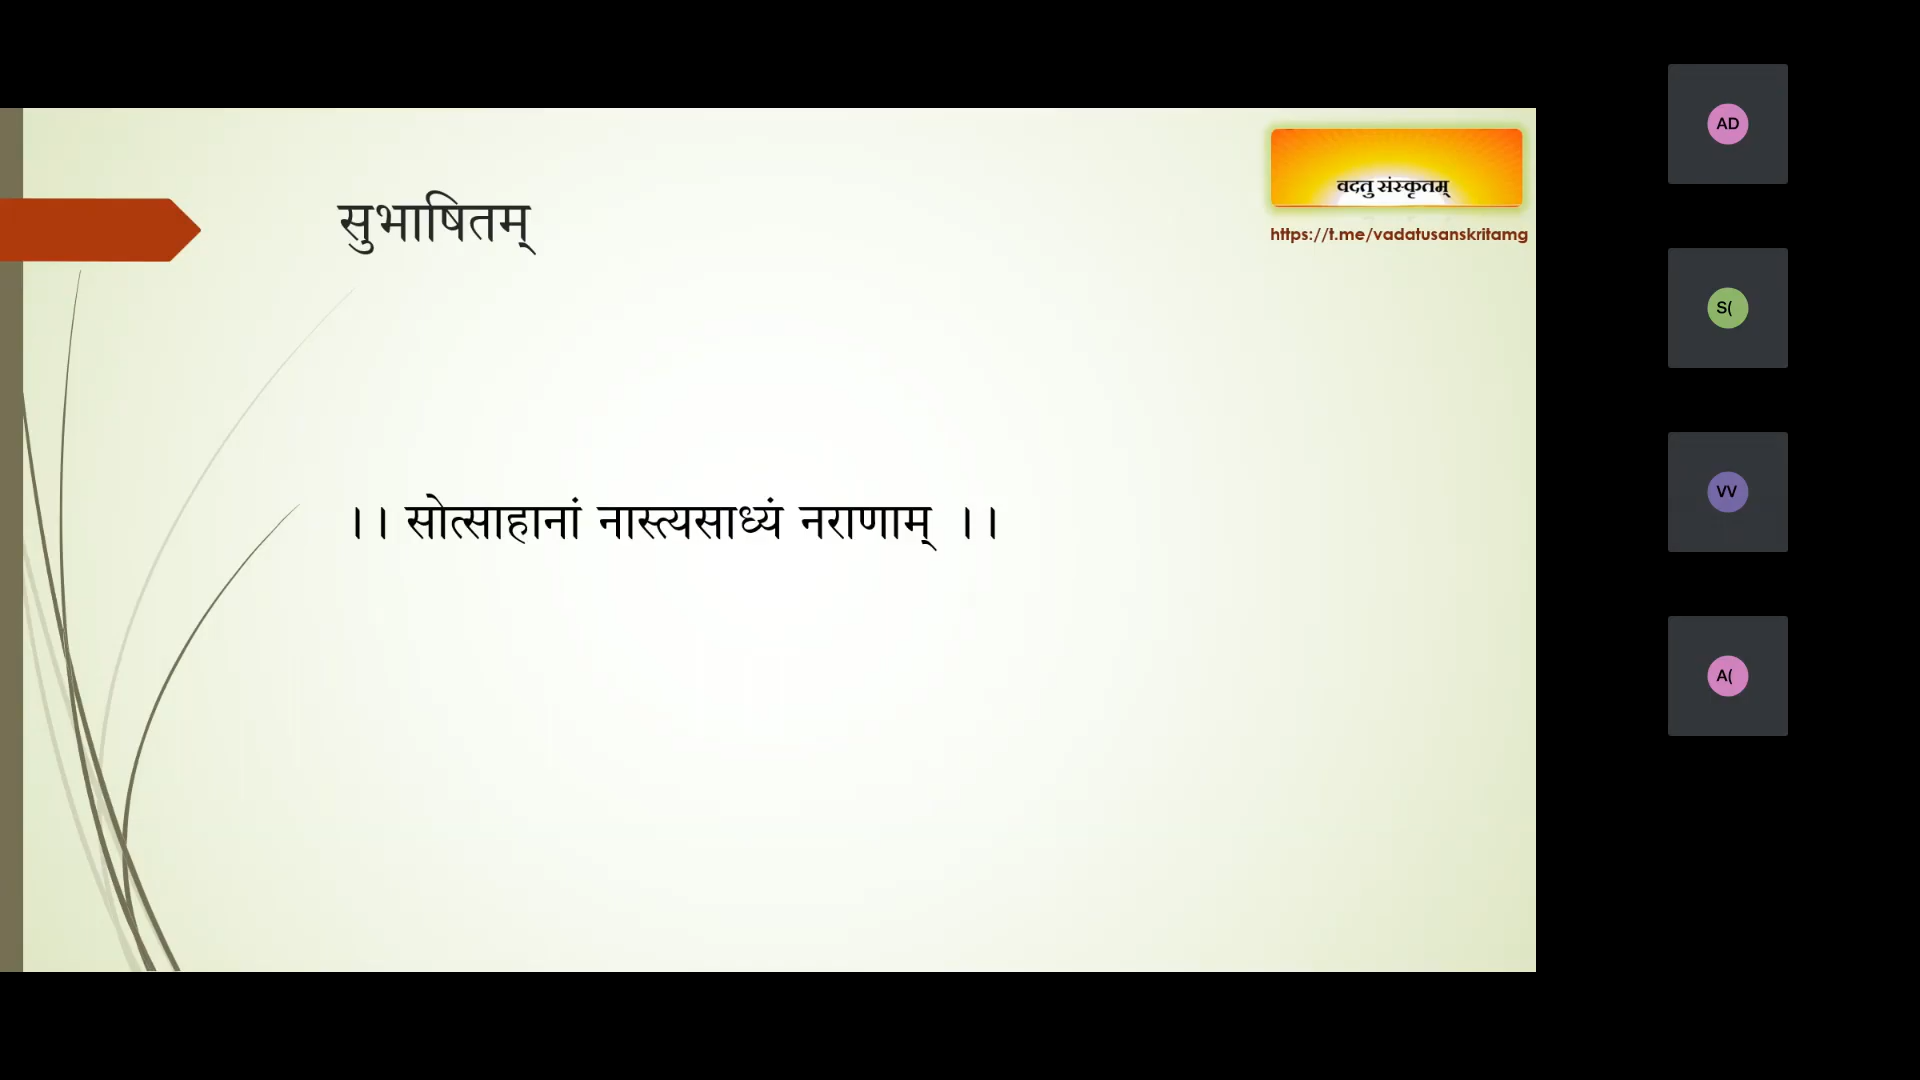 वदतु संस्कृतम्
https://t.me/vadatusanskritamg
सुभाषितम्
।। सोत्साहानां नास्त्यसाध्यं नराणाम् ।।
AD
S(
VV
A(